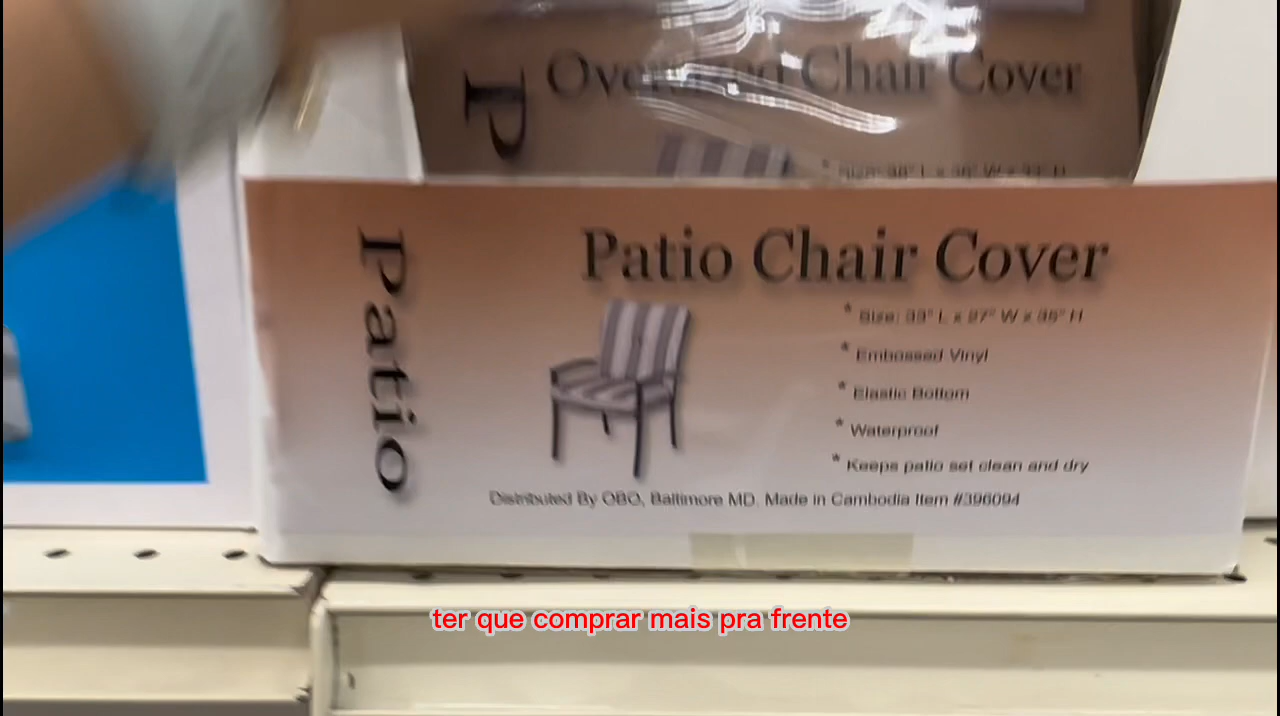 Oversized Chair Cover
P
Patio Chair Cover
Patio
* Size: 33" L x 27" W x 35" H
* Embossed Vinyl
* Elastic Bottom
* Waterproof
* Keeps patio set clean and dry
Distributed By OBO, Baltimore MD. Made in Cambodia Item #396094
ter que comprar mais pra frente